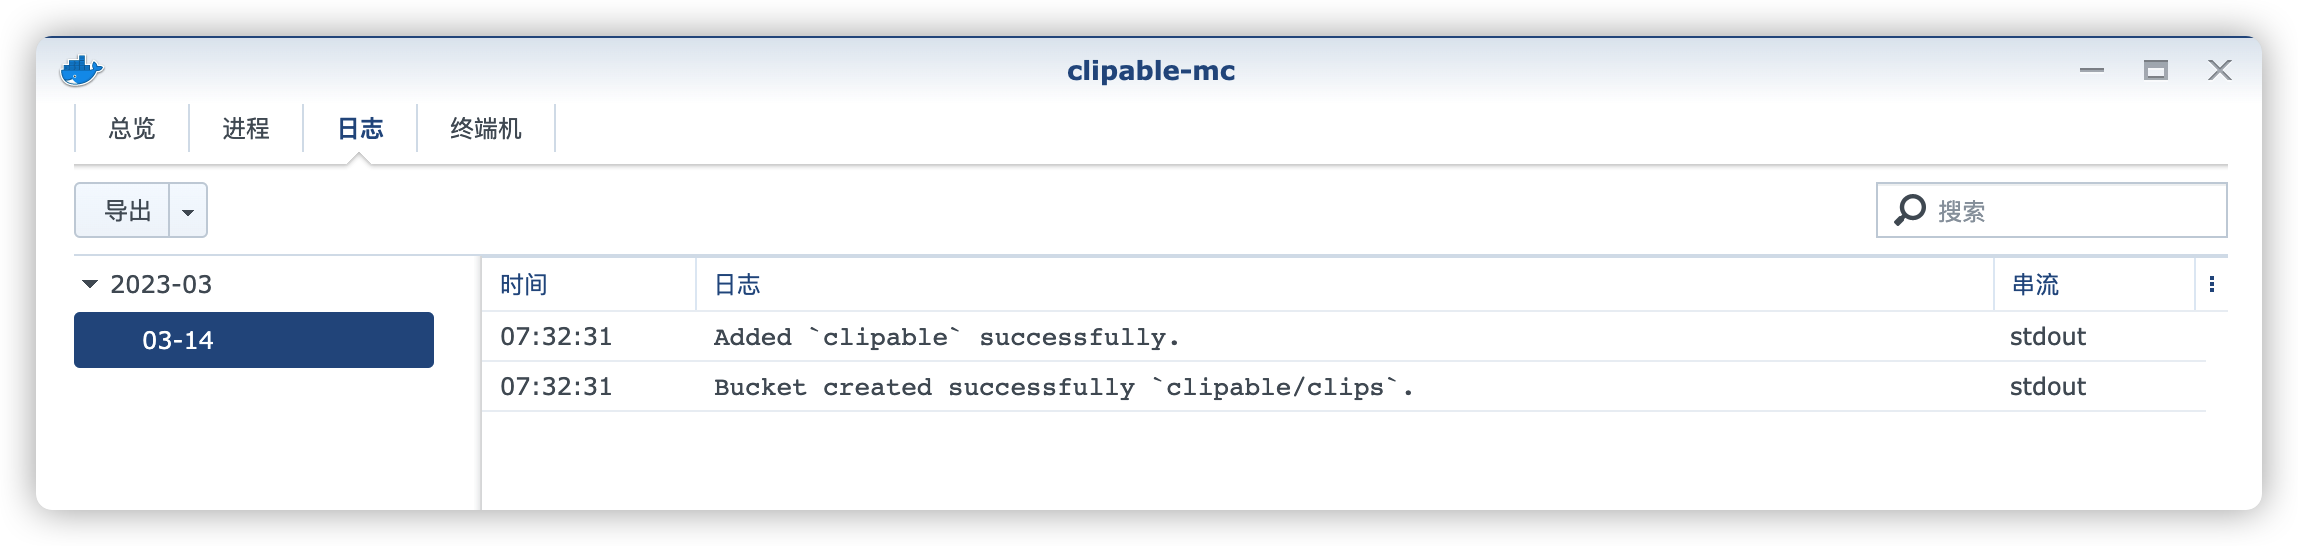 clipable-mc
总览 进程 日志 终端机
导出 搜索
2023-03
03-14
时间 日志 串流
07:32:31 Added `clipable` successfully. stdout
07:32:31 Bucket created successfully `clipable/clips`. stdout